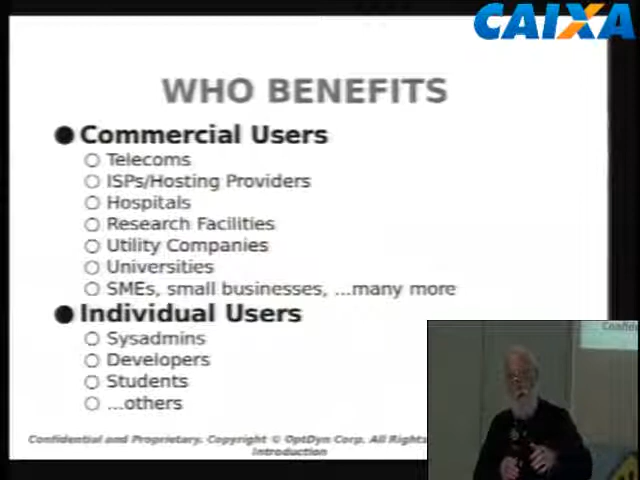 CAIXA
WHO BENEFITS
Commercial Users
Telecoms
ISPs/Hosting Providers
Hospitals
Research Facilities
Utility Companies
Universities
SMEs, small businesses, ...many more
Individual Users
Sysadmins
Developers
Students
...others
Confidential and Proprietary. Copyright © OptDyn Corp. All Rights
Introduction
Confid